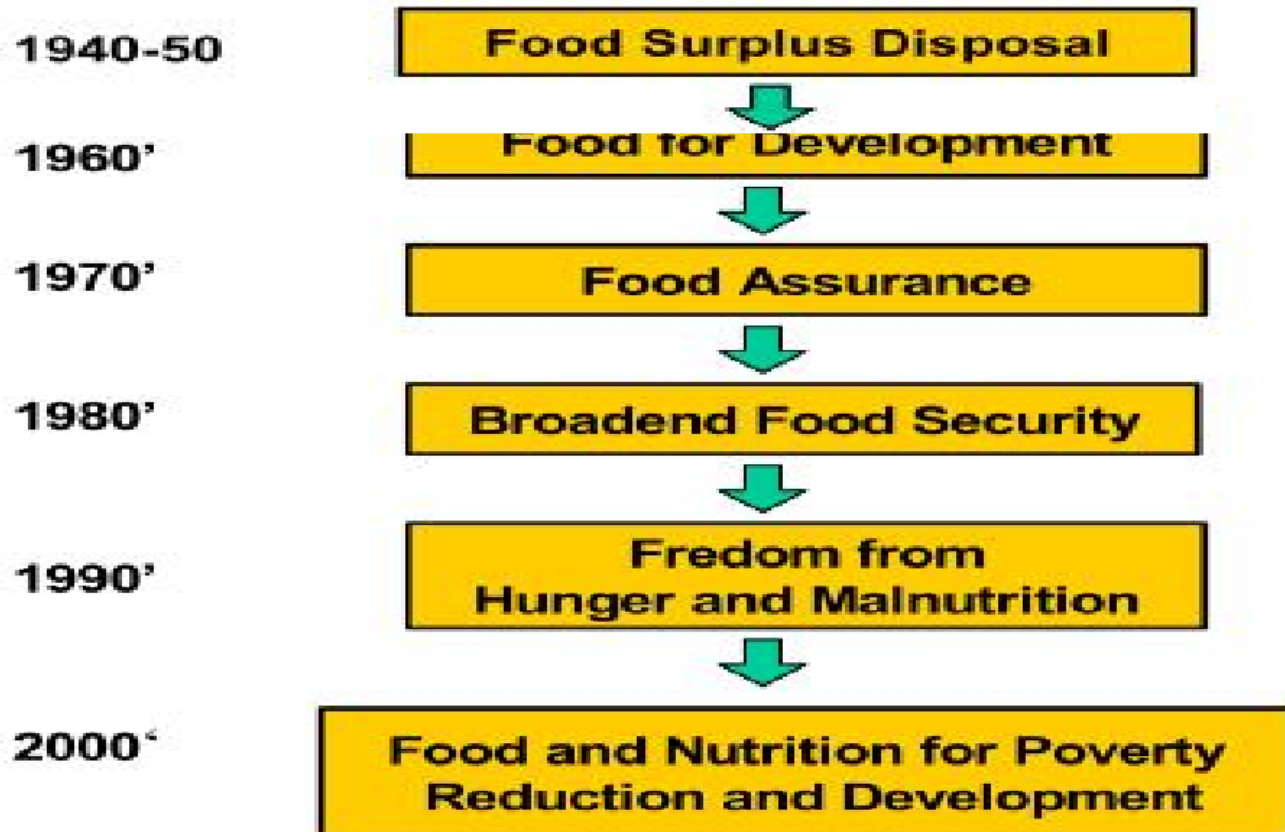 1940-50 Food Surplus Disposal
1960’ Food for Development
1970’ Food Assurance
1980’ Broadend Food Security
1990’ Fredom from
Hunger and Malnutrition
2000‘ Food and Nutrition for Poverty
Reduction and Development